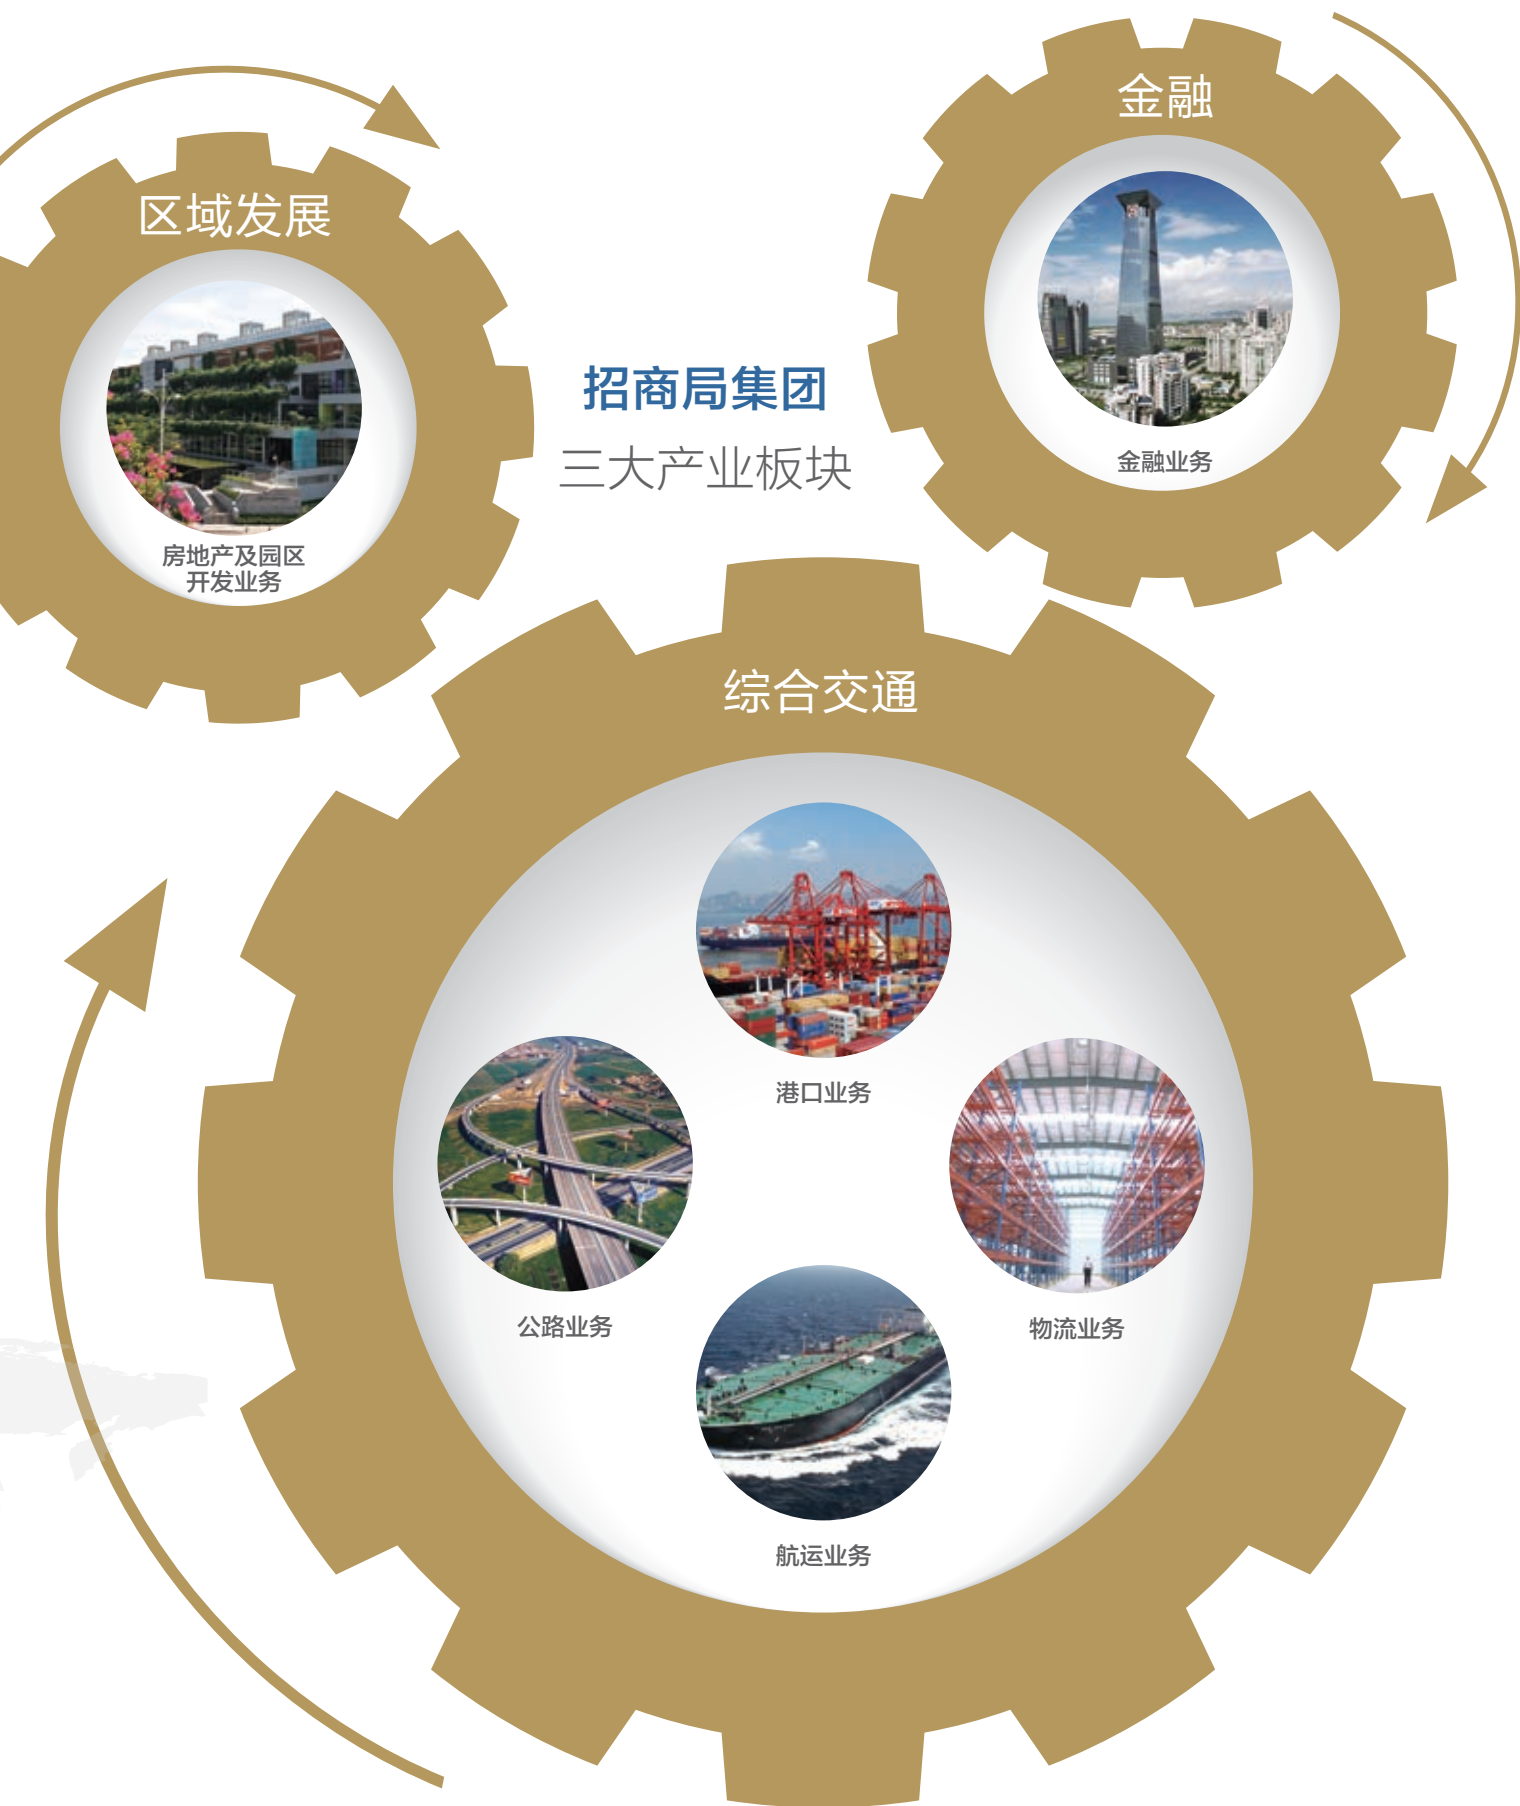 金融
区域发展
招商局集团
三大产业板块
金融业务
房地产及园区
开发业务
综合交通
港口业务
公路业务
物流业务
航运业务